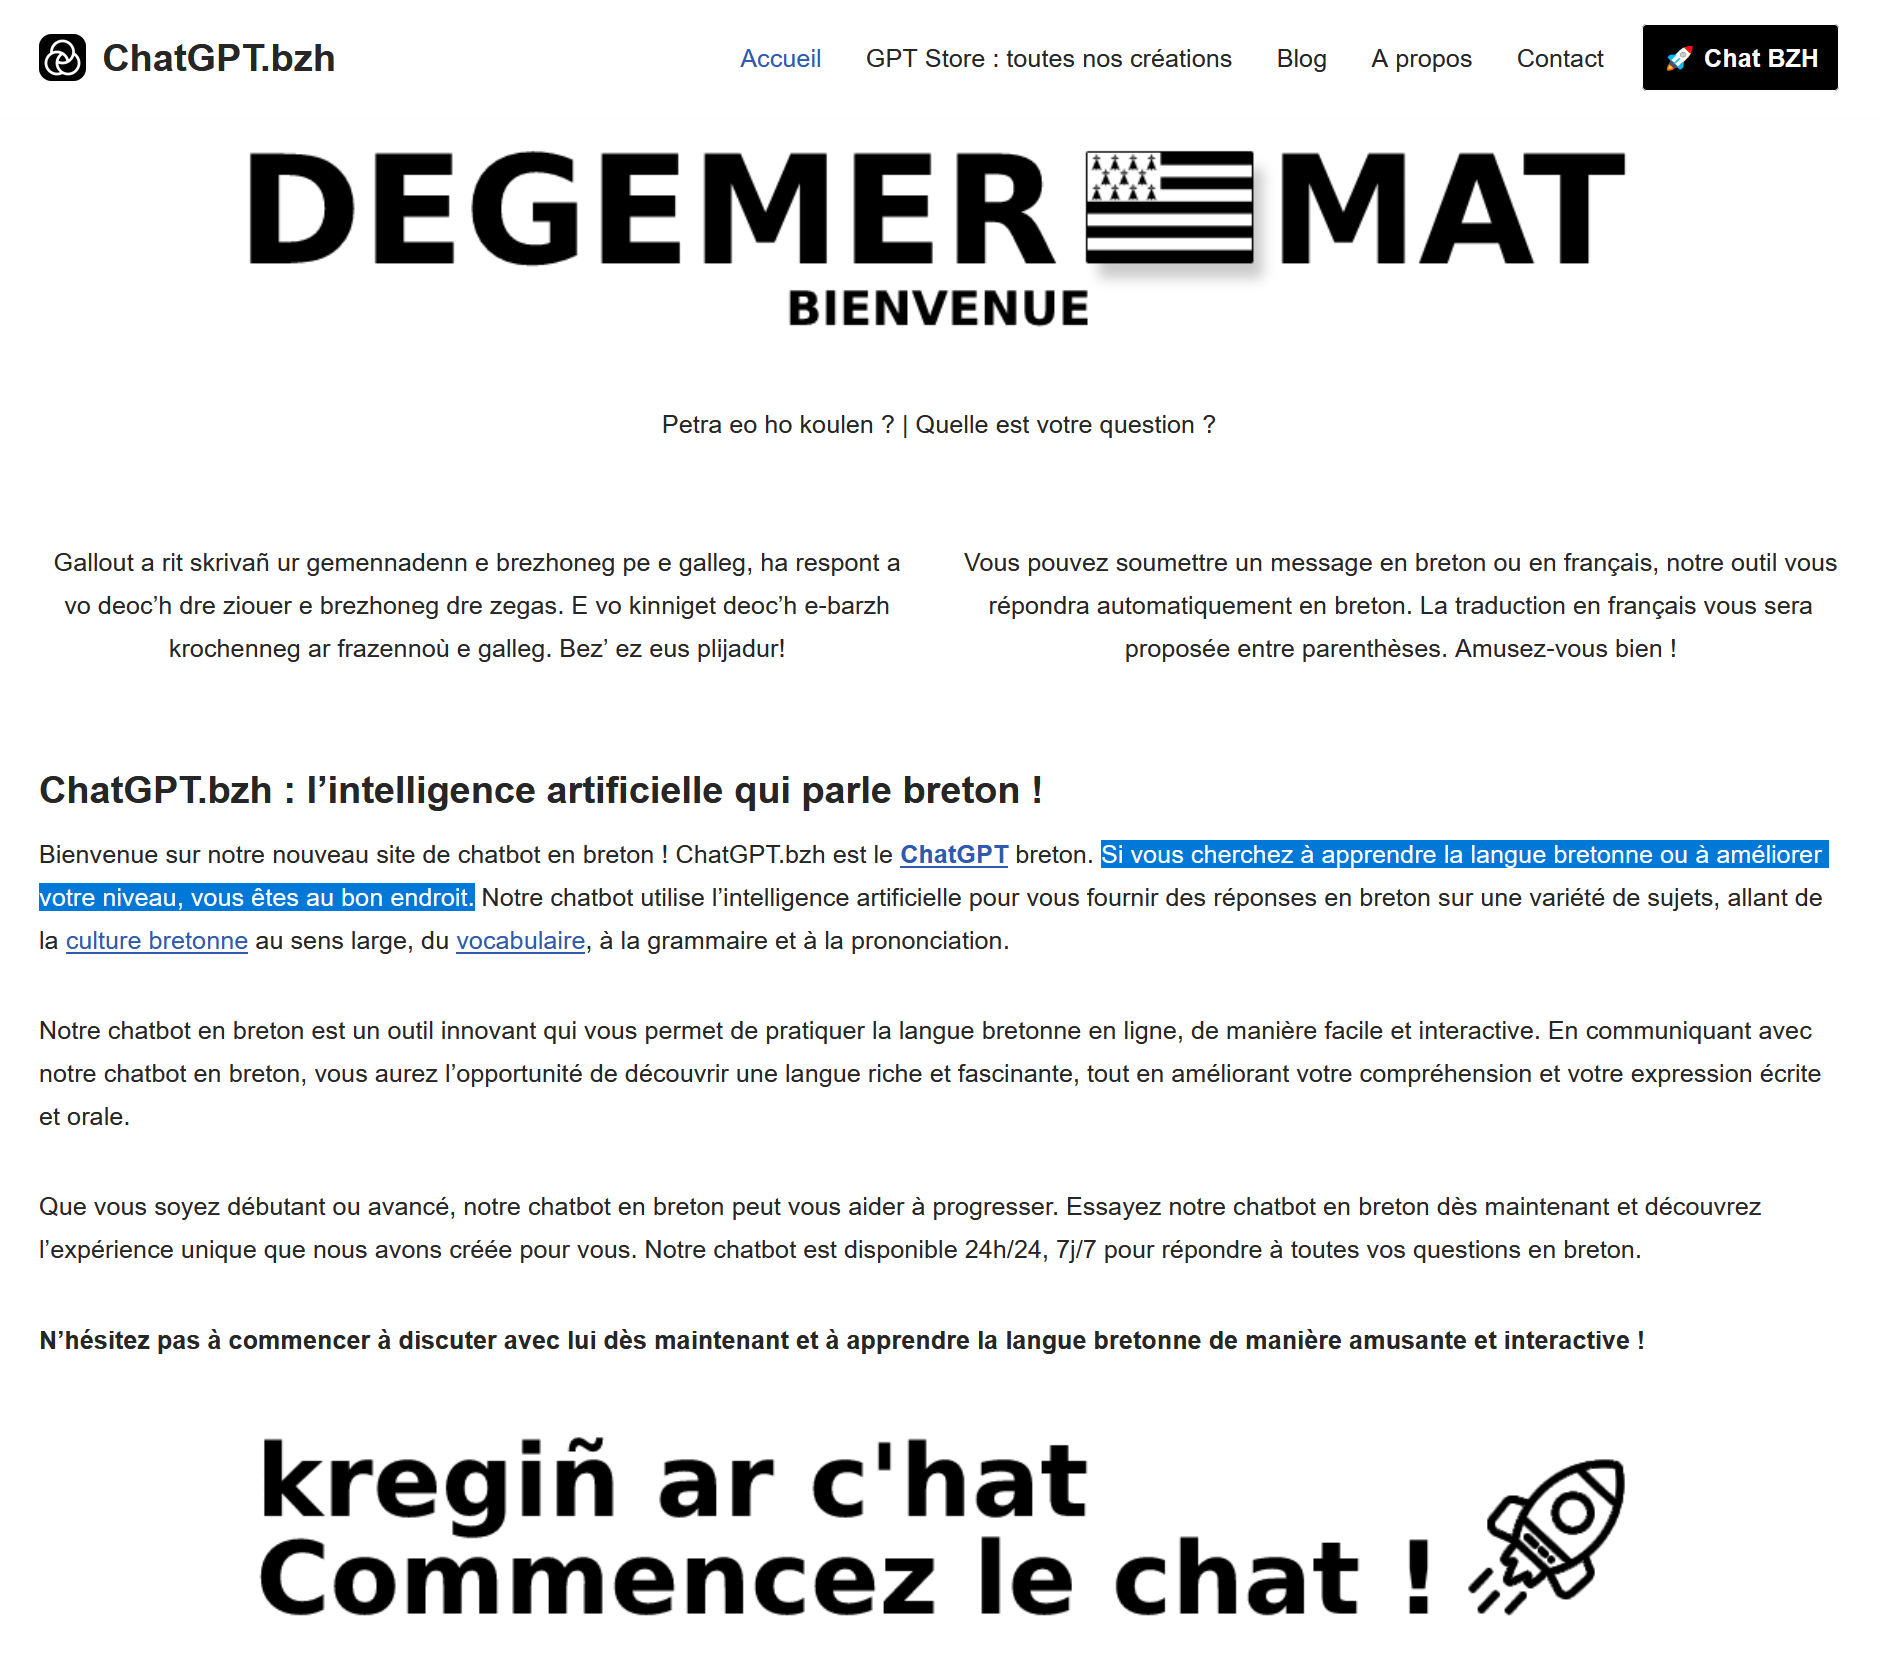 ChatGPT.bzh
Accueil
GPT Store : toutes nos créations
Blog
A propos
Contact
🚀 Chat BZH
DEGEMER MAT
BIENVENUE
Petra eo ho koulen ? | Quelle est votre question ?
Gallout a rit skrivañ ur gemennadenn e brezhoneg pe e galleg, ha respont a
vo deoc’h dre ziouer e brezhoneg dre zegas. E vo kinniget deoc’h e-barzh
krochenneg ar frazennoù e galleg. Bez’ ez eus plijadur!
Vous pouvez soumettre un message en breton ou en français, notre outil vous
répondra automatiquement en breton. La traduction en français vous sera
proposée entre parenthèses. Amusez-vous bien !
ChatGPT.bzh : l’intelligence artificielle qui parle breton !
Bienvenue sur notre nouveau site de chatbot en breton ! ChatGPT.bzh est le ChatGPT breton. Si vous cherchez à apprendre la langue bretonne ou à améliorer
votre niveau, vous êtes au bon endroit. Notre chatbot utilise l’intelligence artificielle pour vous fournir des réponses en breton sur une variété de sujets, allant de
la culture bretonne au sens large, du vocabulaire, à la grammaire et à la prononciation.
Notre chatbot en breton est un outil innovant qui vous permet de pratiquer la langue bretonne en ligne, de manière facile et interactive. En communiquant avec
notre chatbot en breton, vous aurez l’opportunité de découvrir une langue riche et fascinante, tout en améliorant votre compréhension et votre expression écrite
et orale.
Que vous soyez débutant ou avancé, notre chatbot en breton peut vous aider à progresser. Essayez notre chatbot en breton dès maintenant et découvrez
l’expérience unique que nous avons créée pour vous. Notre chatbot est disponible 24h/24, 7j/7 pour répondre à toutes vos questions en breton.
N’hésitez pas à commencer à discuter avec lui dès maintenant et à apprendre la langue bretonne de manière amusante et interactive !
kregiñ ar c'hat
Commencez le chat !